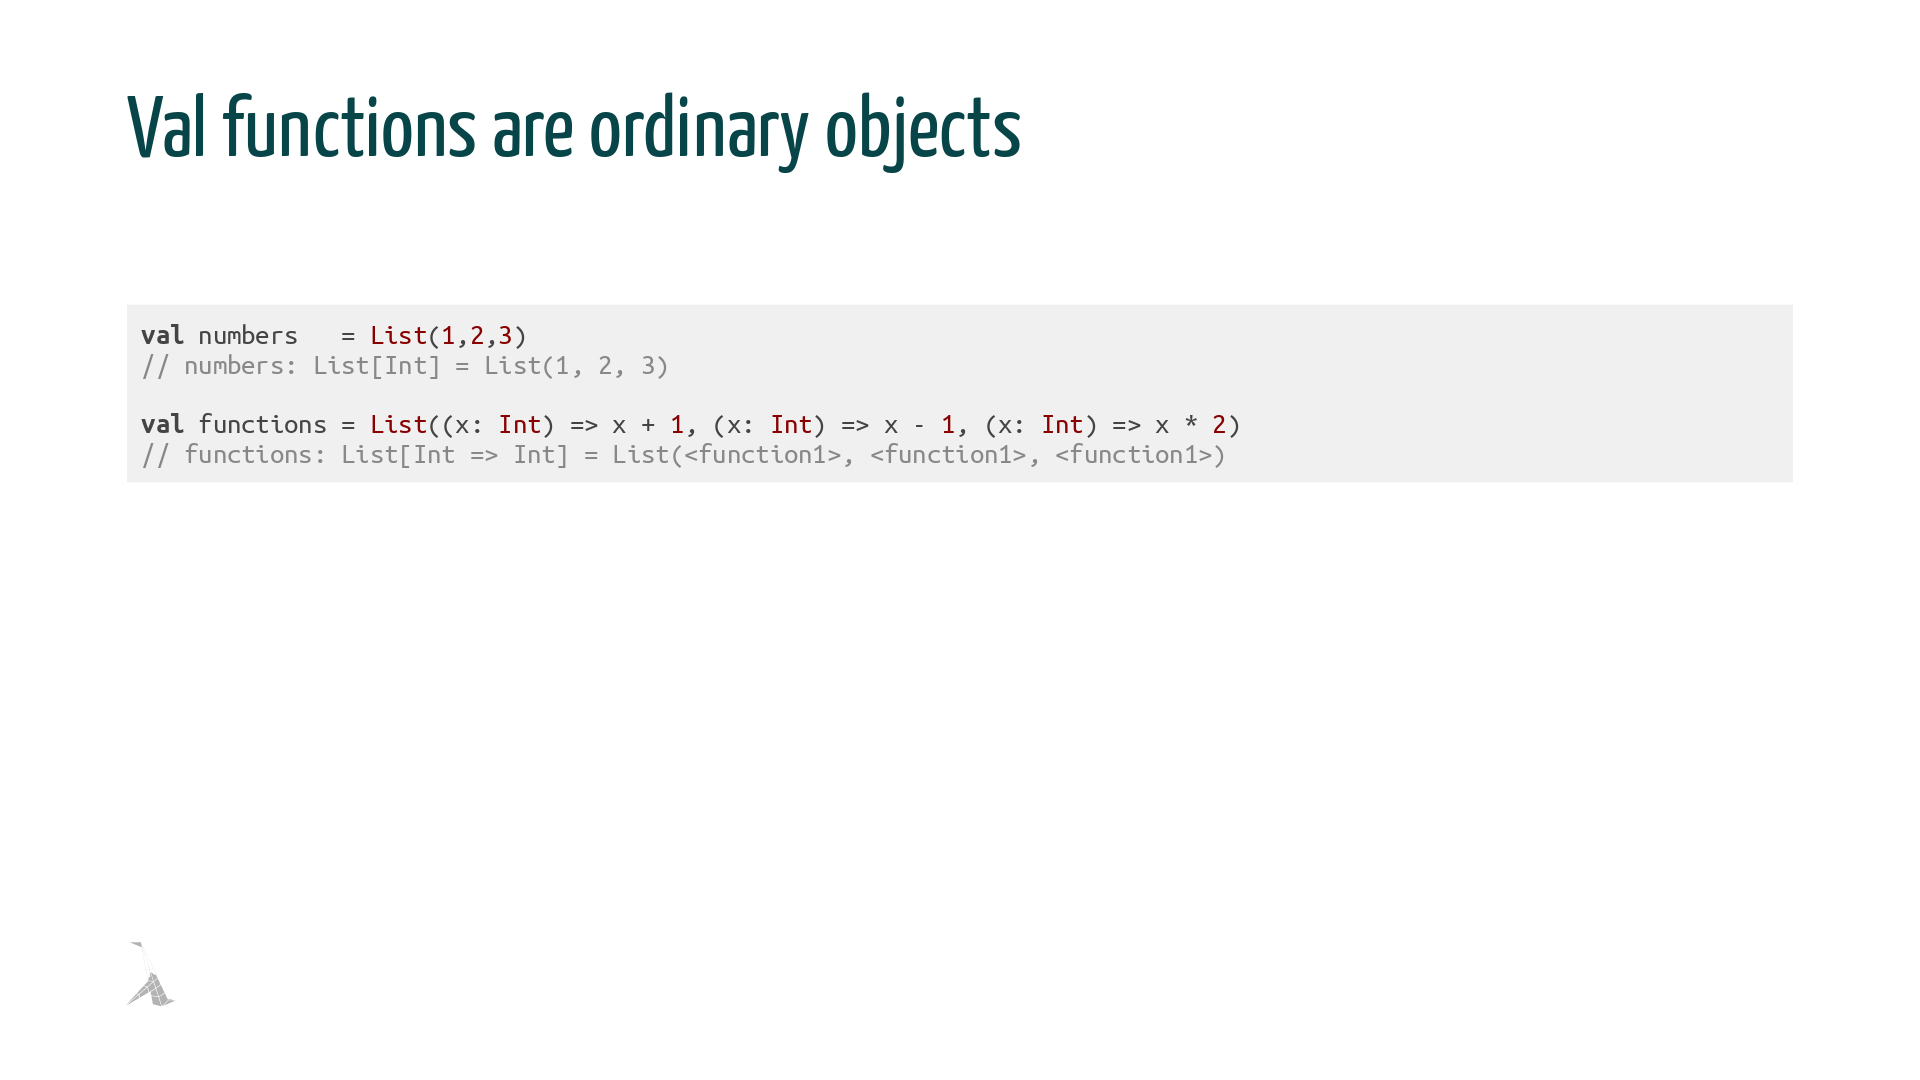 Val functions are ordinary objects
val numbers   = List(1,2,3)
// numbers: List[Int] = List(1, 2, 3)
val functions = List((x: Int) => x + 1, (x: Int) => x - 1, (x: Int) => x * 2)
// functions: List[Int => Int] = List(<function1>, <function1>, <function1>)